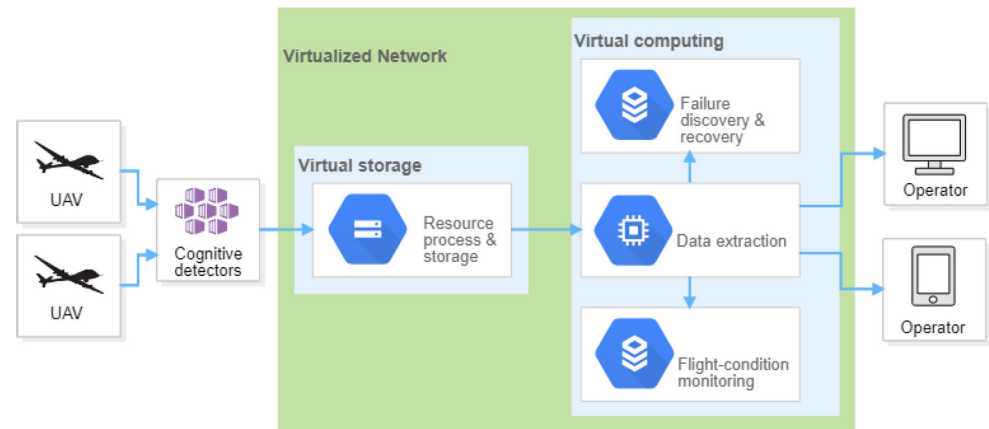 Virtualized Network
Virtual computing
Failure
discovery &
recovery
Virtual storage
UAV
Cognitive
detectors
Resource
process &
storage
Data extraction
Operator
UAV
Flight-condition
monitoring
Operator